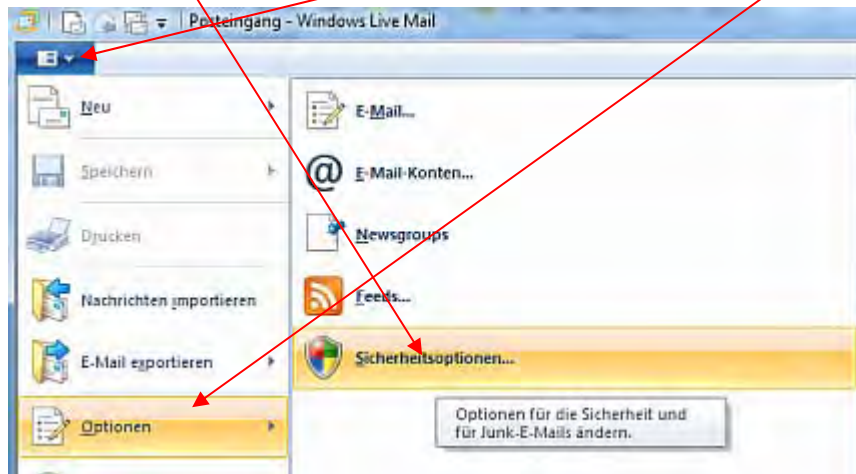 Posteingang - Windows Live Mail
Neu
Speichern
Drucken
Nachrichten importieren
E-Mail exportieren
Optionen
E-Mail...
@ E-Mail-Konten...
Newsgroups
Feeds...
Sicherheitsoptionen...
Optionen für die Sicherheit und
für Junk-E-Mails ändern.